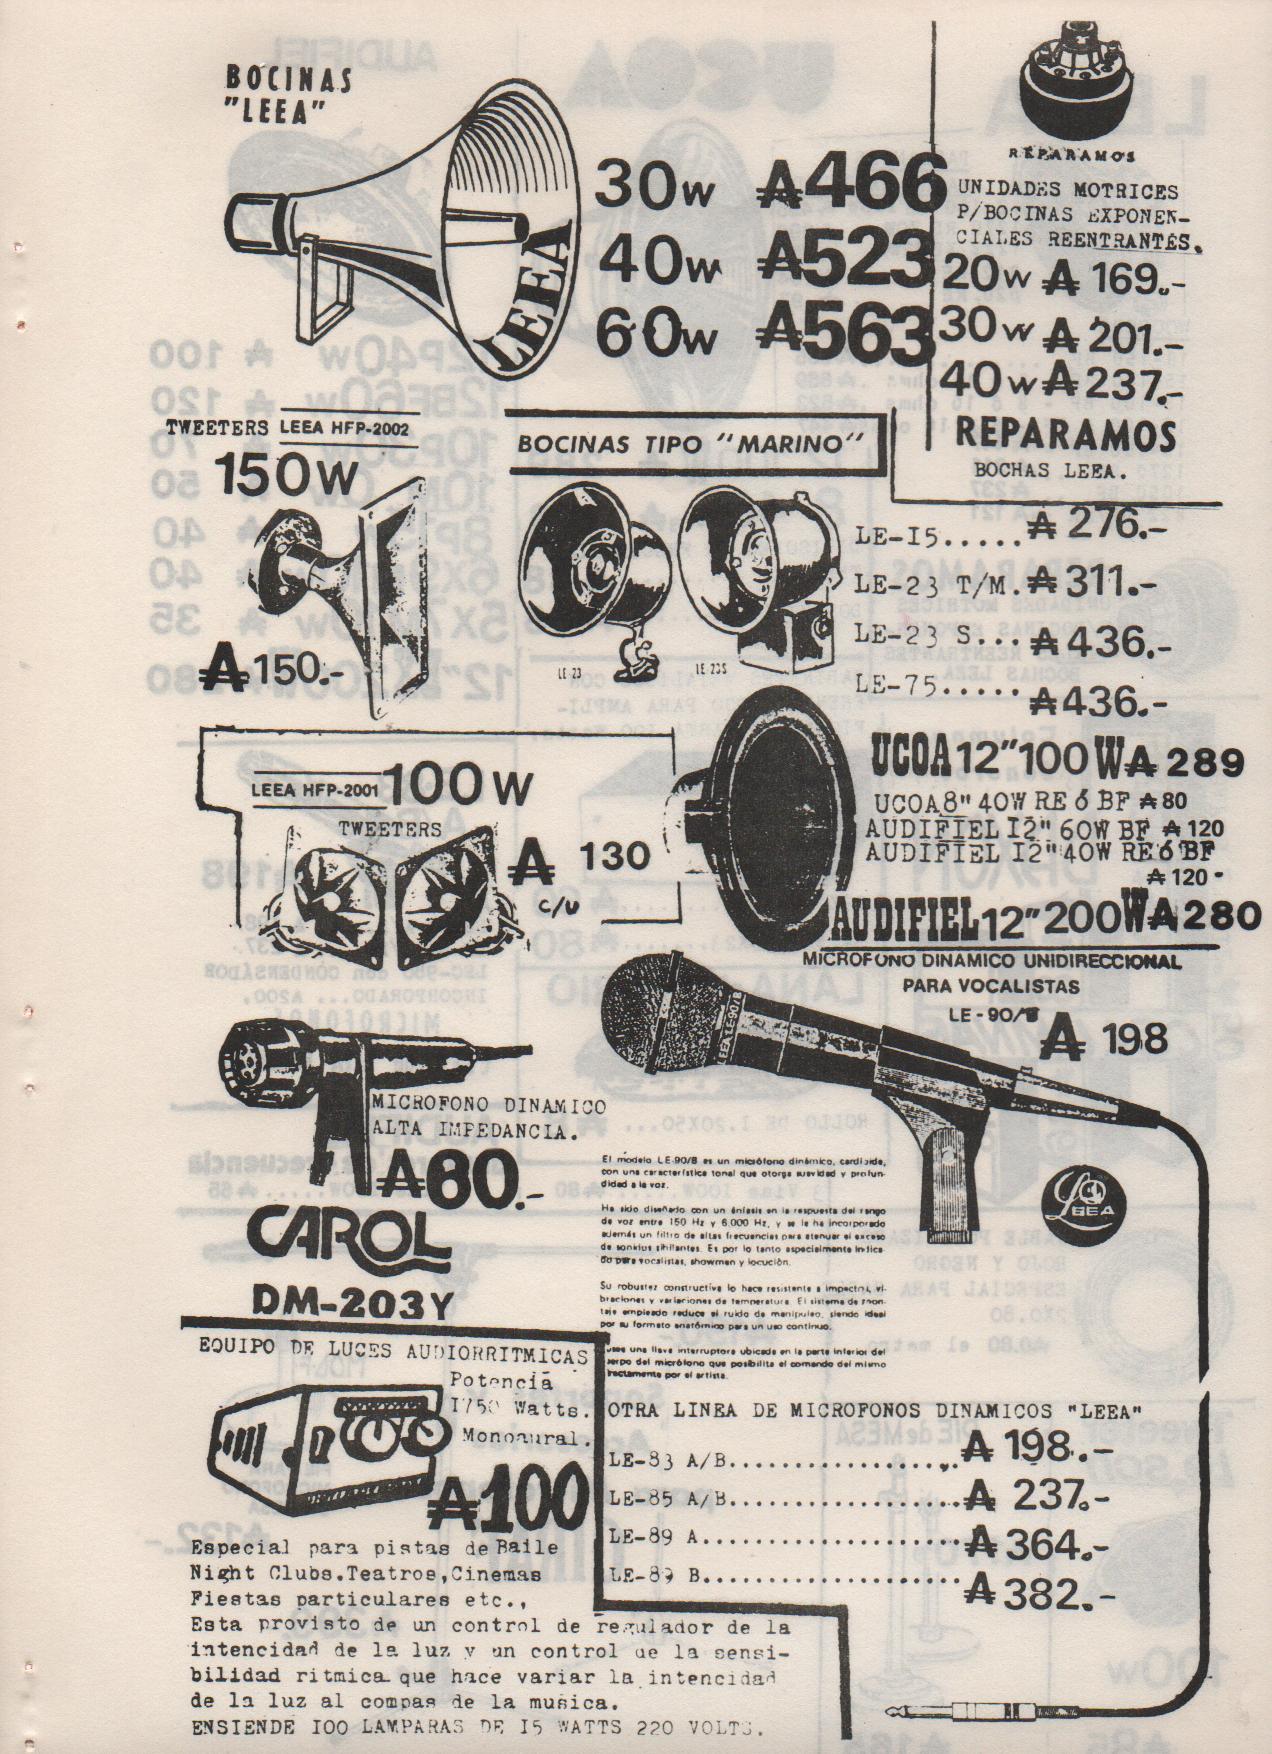 BOCINAS
"LEEA"
LEEA
30w ₳466
40w ₳523
60w ₳563
REPARAMOS
UNIDADES MOTRICES
P/BOCINAS EXPONEN-
CIALES REENTRANTES.
20w ₳ 169.-
30w ₳ 201.-
40w ₳ 237.-
REPARAMOS
BOCHAS LEEA.
TWEETERS LEEA HFP-2002
150W
₳ 150.-
BOCINAS TIPO "MARINO"
LE-23
LE-23S
LE-I5.....₳ 276.-
LE-23 T/M.₳ 311.-
LE-23 S...₳ 436.-
LE-75.....₳ 436.-
LEEA HFP-2001 100W
TWEETERS
₳ 130
c/u
UCOA 12"100W ₳ 289
UCOA 8" 40W RE ó BF ₳ 80
AUDIFIEL I2" 60W BF ₳ 120
AUDIFIEL I2" 40W RE ó BF
₳ 120-
AUDIFIEL 12"200W ₳ 280
MICROFONO DINAMICO UNIDIRECCIONAL
PARA VOCALISTAS
LE-90/B ₳ 198
LEEA LE-90/B
MICROFONO DINAMICO
ALTA IMPEDANCIA.
₳ 80.-
CAROL
DM-203Y
El modelo LE-90/B es un micrófono dinámico, cardioide,
con una característica tonal que otorga suavidad y profun-
didad a la voz.
Ha sido diseñado con un énfasis en la respuesta del rango
de voz entre 150 Hz y 6.000 Hz, y se le ha incorporado
además un filtro de altas frecuencias para atenuar el exceso
de sonidos sibilantes. Es por lo tanto especialmente indica-
do para vocalistas, showmen y locución.
Su robustez constructiva lo hace resistente a impactos, vi-
braciones y variaciones de temperatura. El sistema de mon-
taje empleado reduce el ruido de manipuleo, siendo ideal
por su formato anatómico para un uso continuo.
una llave interruptora ubicada en la parte inferior del
cuerpo del micrófono que posibilita el comando del mismo
directamente por el artista.
LEEA
EQUIPO DE LUCES AUDIORRITMICAS
Potencia
I750 Watts.
Monoaural.
₳100
Especial para pistas de Baile
Night Clubs.Teatros,Cinemas
Fiestas particulares etc.,
Esta provisto de un control de regulador de la
intencidad de la luz y un control de la sensi-
bilidad ritmica que hace variar la intencidad
de la luz al compas de la musica.
ENSIENDE I00 LAMPARAS DE I5 WATTS 220 VOLTS.
OTRA LINEA DE MICROFONOS DINAMICOS "LEEA"
LE-83 A/B...................₳ 198.-
LE-85 A/B...................₳ 237.-
LE-89 A.....................₳ 364.-
LE-89 B.....................₳ 382.-